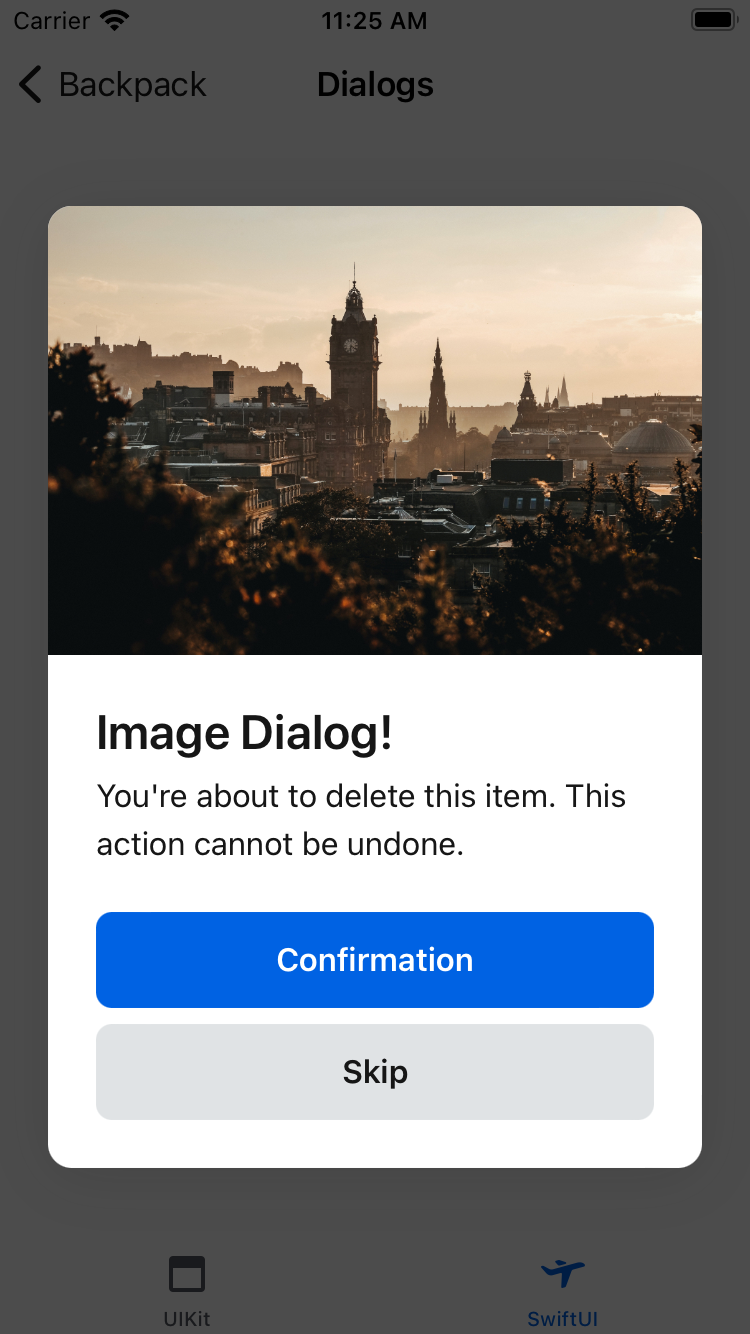 Carrier 11:25 AM
Backpack Dialogs
Image Dialog!
You're about to delete this item. This
action cannot be undone.
Confirmation
Skip
UIKit SwiftUI